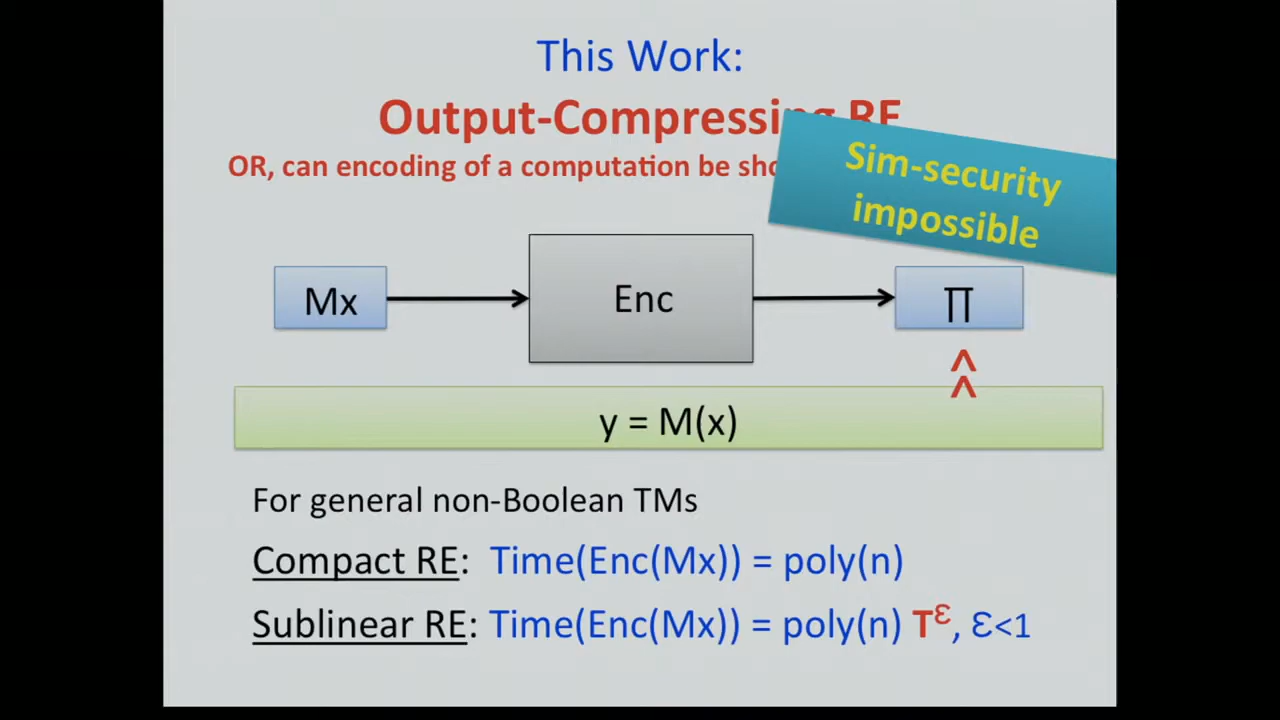 This Work:
Output-Compressing RE
OR, can encoding of a computation be
Sim-security
impossible
Mx
Enc
∏
^
^
y = M(x)
For general non-Boolean TMs
Compact RE: Time(Enc(Mx)) = poly(n)
Sublinear RE: Time(Enc(Mx)) = poly(n) T^ε, ε<1